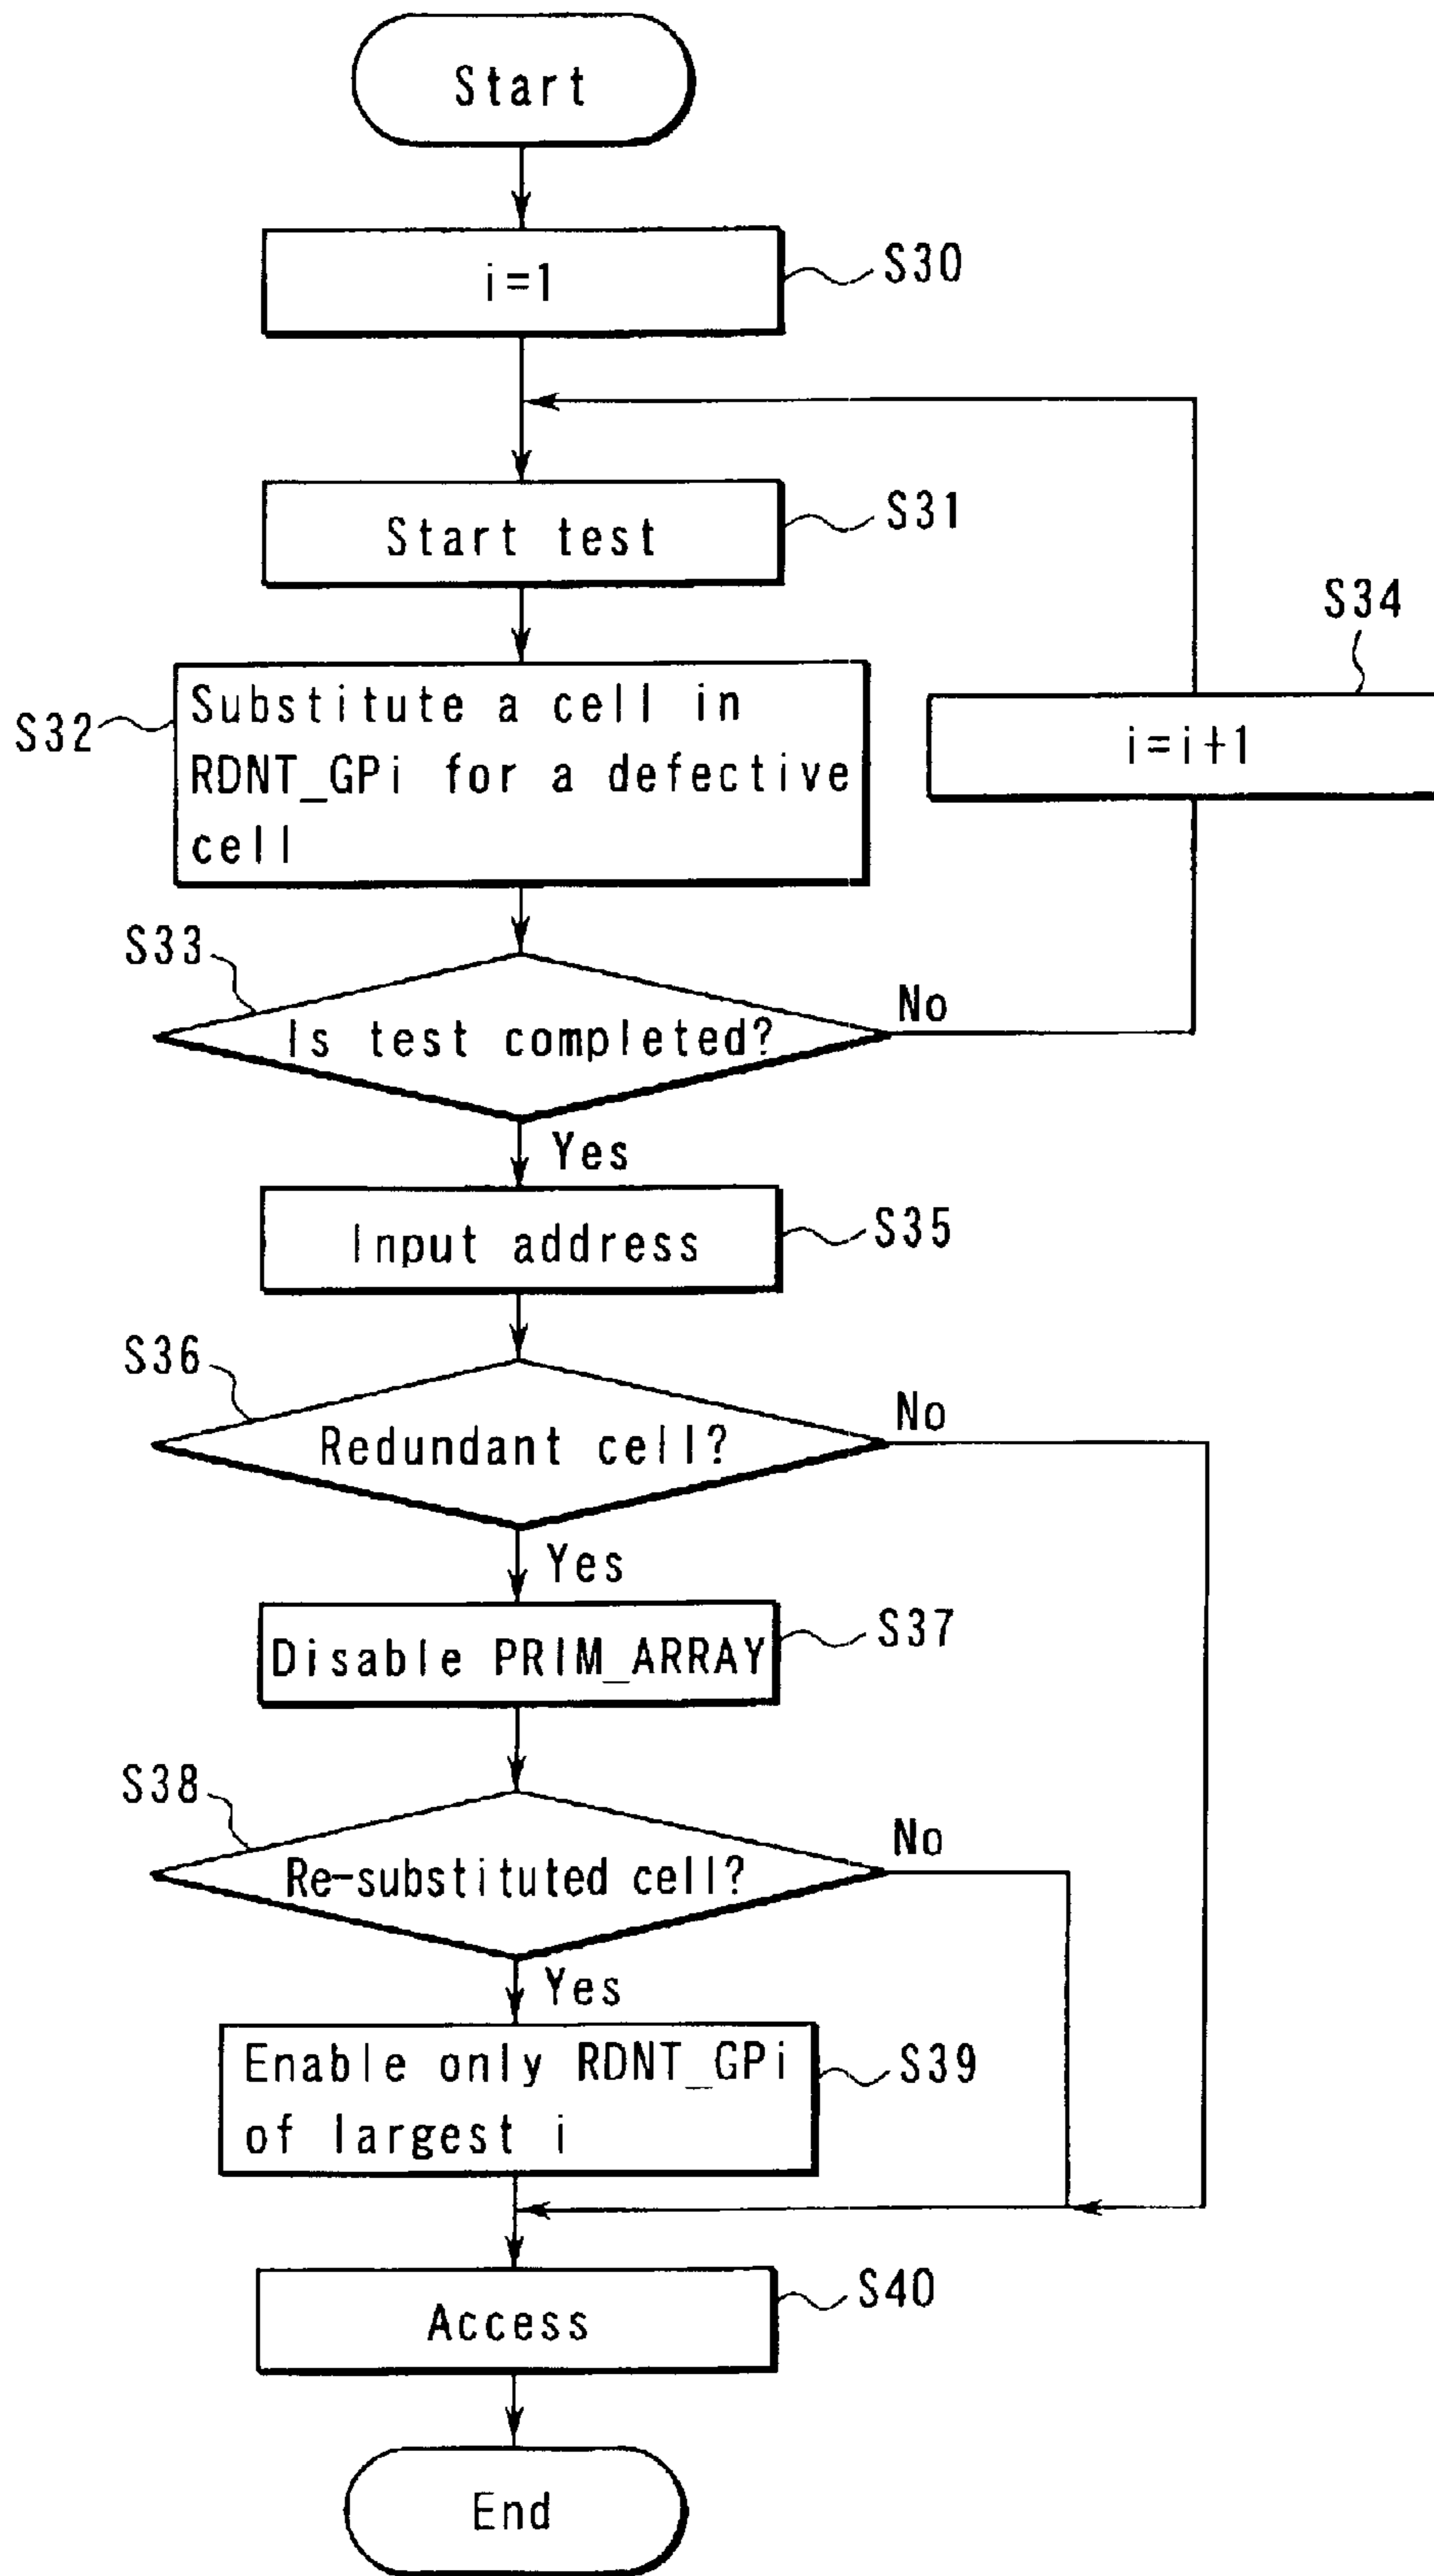 Start
i=1
S30
Start test
S31
S34
Substitute a cell in
RDNT_GPi for a defective
cell
S32
i=i+1
S33
Is test completed?
No
Yes
Input address
S35
S36
Redundant cell?
No
Yes
Disable PRIM_ARRAY
S37
S38
Re-substituted cell?
No
Yes
Enable only RDNT_GPi
of largest i
S39
Access
S40
End